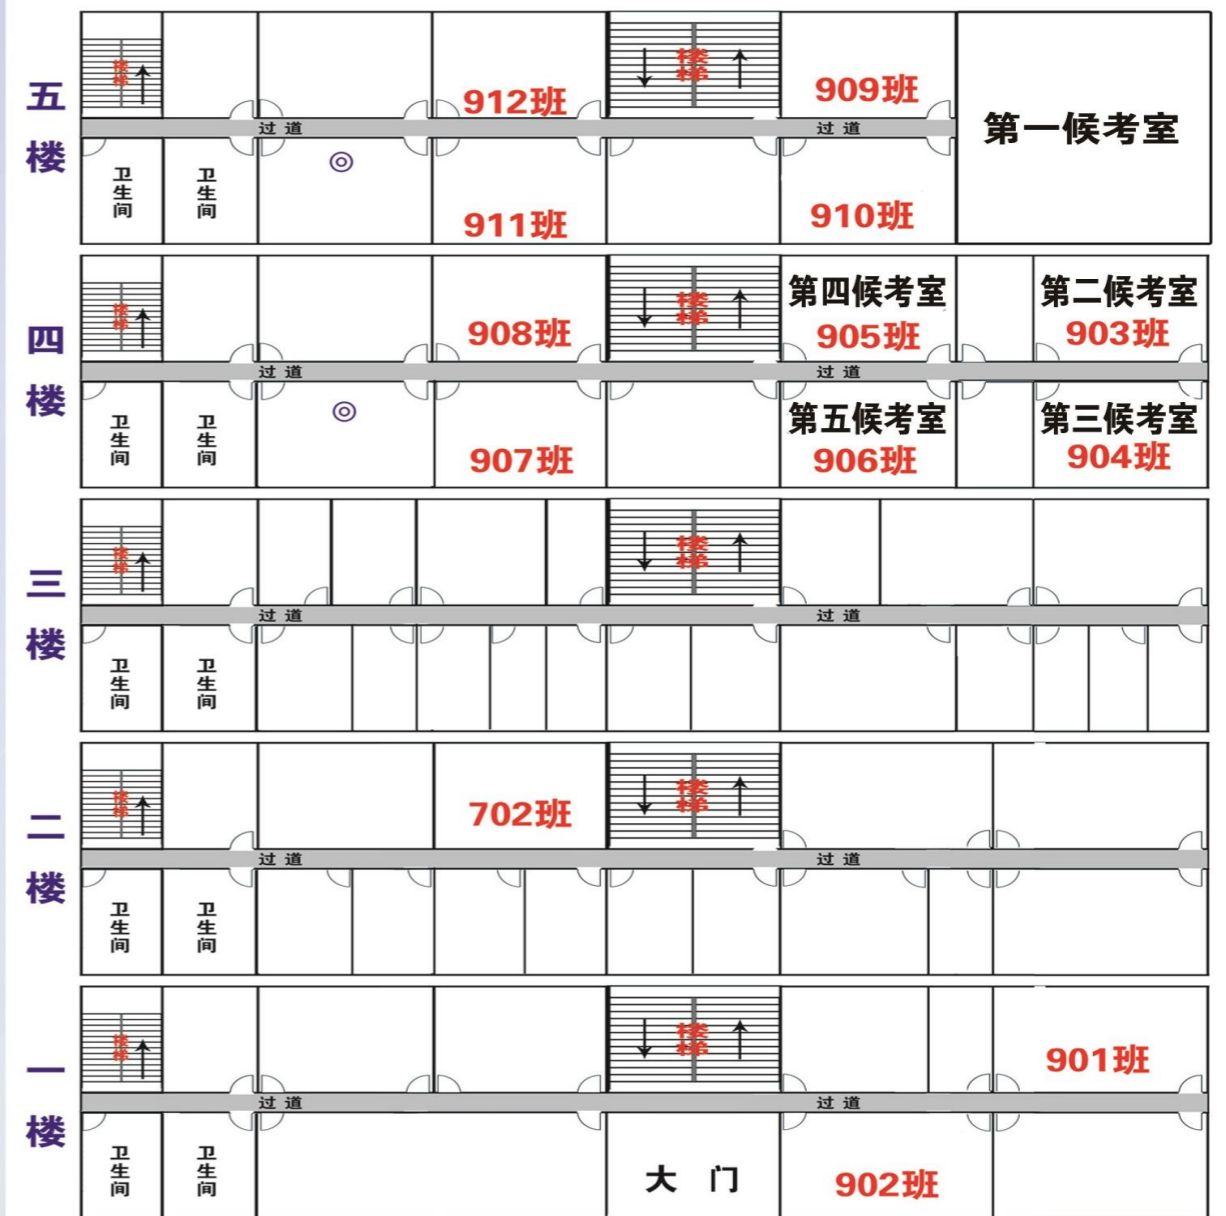 五楼
楼梯
912班
楼梯
909班
第一候考室
过道
过道
卫生间
卫生间
911班
910班
四楼
楼梯
908班
楼梯
第四候考室
905班
第二候考室
903班
过道
过道
卫生间
卫生间
907班
第五候考室
906班
第三候考室
904班
三楼
楼梯
楼梯
过道
过道
卫生间
卫生间
二楼
楼梯
702班
楼梯
过道
过道
卫生间
卫生间
一楼
楼梯
楼梯
901班
过道
过道
卫生间
卫生间
大 门
902班